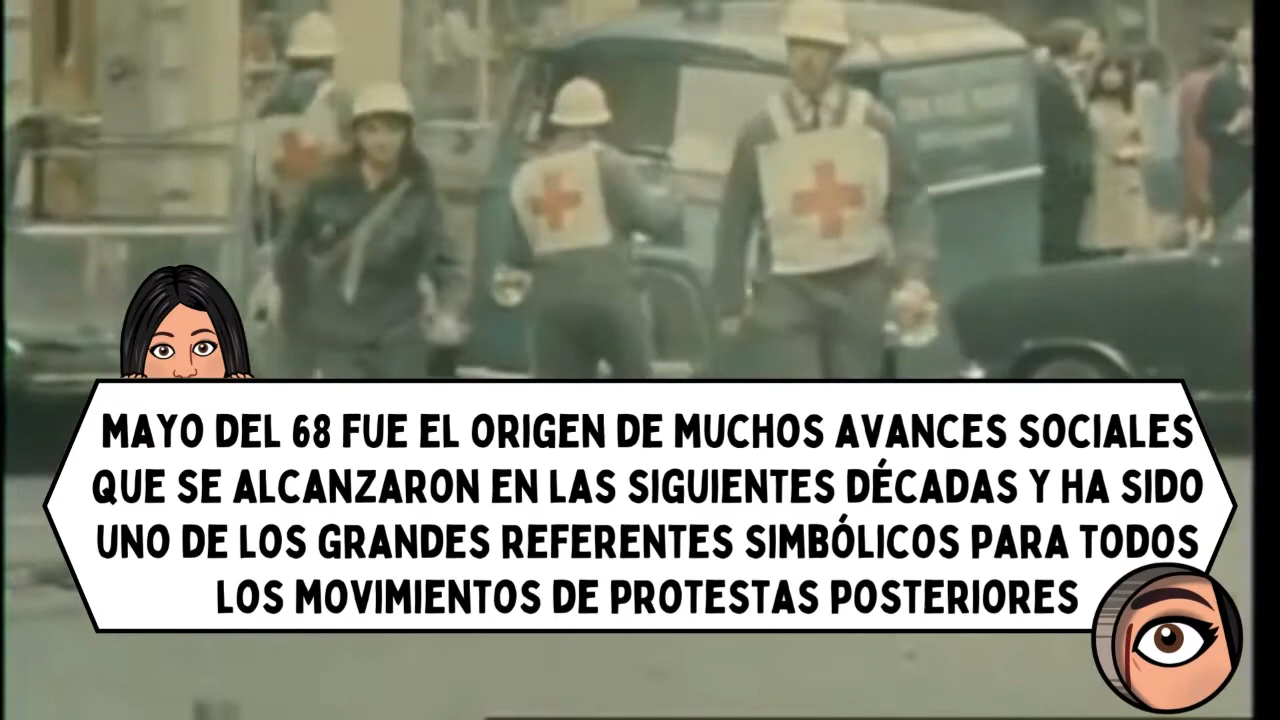 MAYO DEL 68 FUE EL ORIGEN DE MUCHOS AVANCES SOCIALES
QUE SE ALCANZARON EN LAS SIGUIENTES DÉCADAS Y HA SIDO
UNO DE LOS GRANDES REFERENTES SIMBÓLICOS PARA TODOS
LOS MOVIMIENTOS DE PROTESTAS POSTERIORES